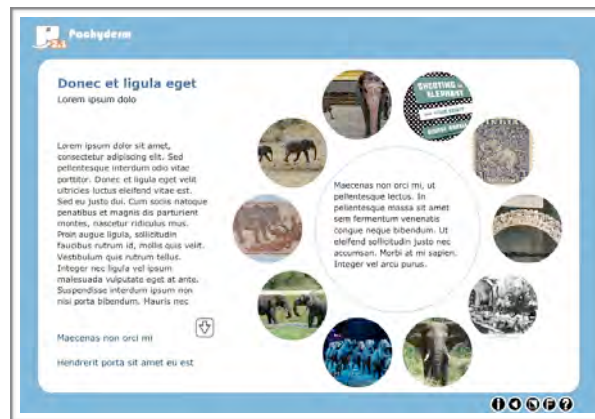 Pachyderm
2.1
Donec et ligula eget
Lorem ipsum dolo
Lorem ipsum dolor sit amet,
consectetur adipiscing elit. Sed
pellentesque interdum odio vitae
porttitor. Donec et ligula eget velit
ultricies luctus eleifend vitae est.
Sed eu justo dui. Cum sociis natoque
penatibus et magnis dis parturient
montes, nascetur ridiculus mus.
Proin augue ligula, sollicitudin
faucibus rutrum id, mollis quis velit.
Vestibulum quis rutrum tellus.
Integer nec ligula vel ipsum
malesuada vulputate eget at ante.
Suspendisse interdum ipsum non
nisi porta bibendum. Mauris nec
Maecenas non orci mi
Hendrerit porta sit amet eu est
SHOOTING an
ELEPHANT
GEORGE ORWELL
Maecenas non orci mi, ut
pellentesque lectus. In
pellentesque massa sit amet
sem fermentum venenatis
congue neque bibendum. Ut
eleifend sollicitudin justo nec
accumsan. Morbi at mi sapien.
Integer vel arcu purus.
F ?